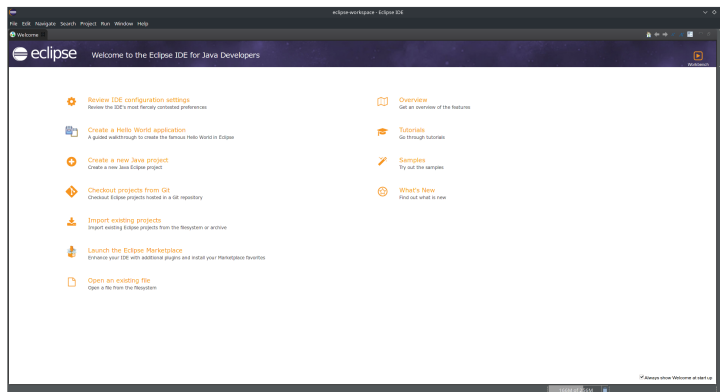 eclipse-workspace - Eclipse IDE
File Edit Navigate Search Project Run Window Help
Welcome
eclipse Welcome to the Eclipse IDE for Java Developers
Workbench
Review IDE configuration settings
Review the IDE's most fiercely contested preferences
Overview
Get an overview of the features
Create a Hello World application
A guided walkthrough to create the famous Hello World in Eclipse
Tutorials
Go through tutorials
Create a new Java project
Create a new Java Eclipse project
Samples
Try out the samples
Checkout projects from Git
Checkout Eclipse projects hosted in a Git repository
What's New
Find out what is new
Import existing projects
Import existing Eclipse projects from the filesystem or archive
Launch the Eclipse Marketplace
Enhance your IDE with additional plugins and install your Marketplace favorites
Open an existing file
Open a file from the filesystem
Always show Welcome at start up